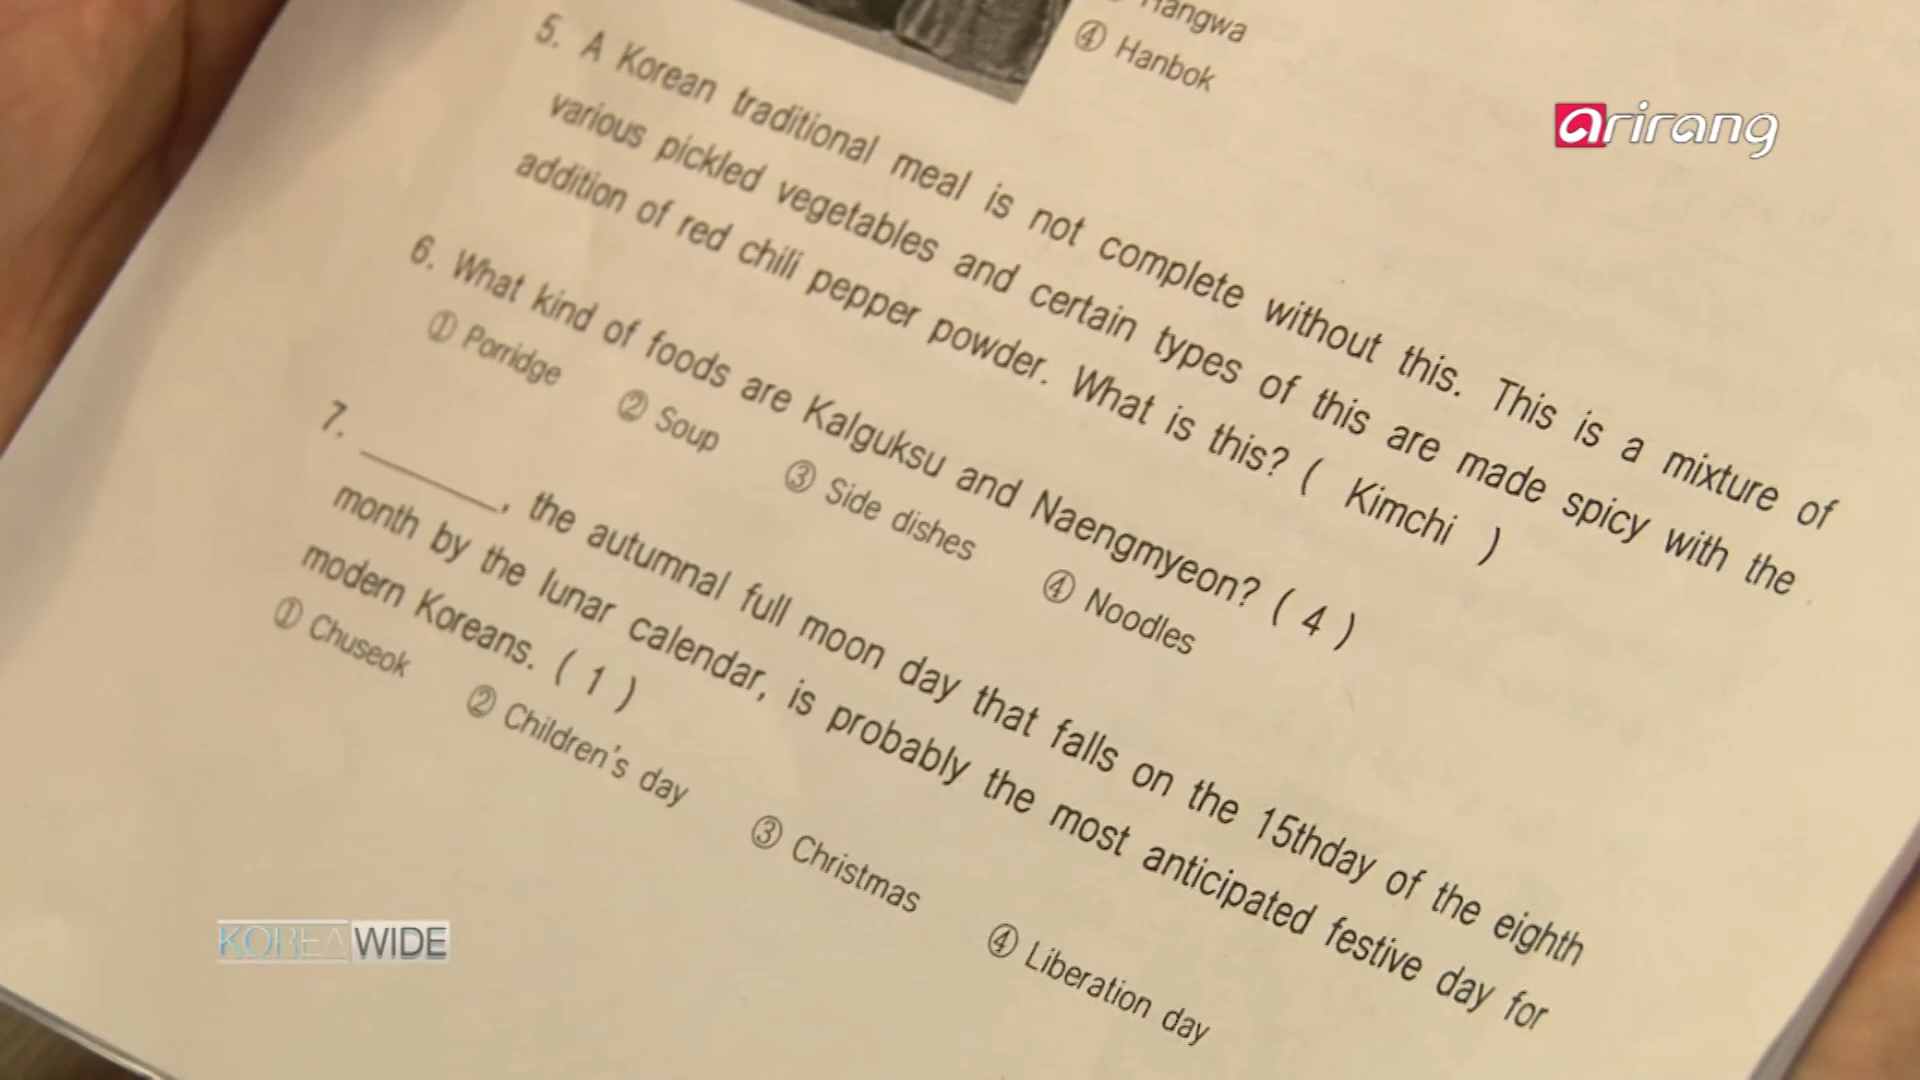 Hangwa
④ Hanbok
arirang
5. A Korean traditional meal is not complete without this. This is a mixture of
various pickled vegetables and certain types of this are made spicy with the
addition of red chili pepper powder. What is this? ( Kimchi )
6. What kind of foods are Kalguksu and Naengmyeon? ( 4 )
① Porridge ② Soup ③ Side dishes ④ Noodles
7. ________, the autumnal full moon day that falls on the 15thday of the eighth
month by the lunar calendar, is probably the most anticipated festive day for
modern Koreans. ( 1 )
① Chuseok ② Children's day ③ Christmas ④ Liberation day
KOREA WIDE